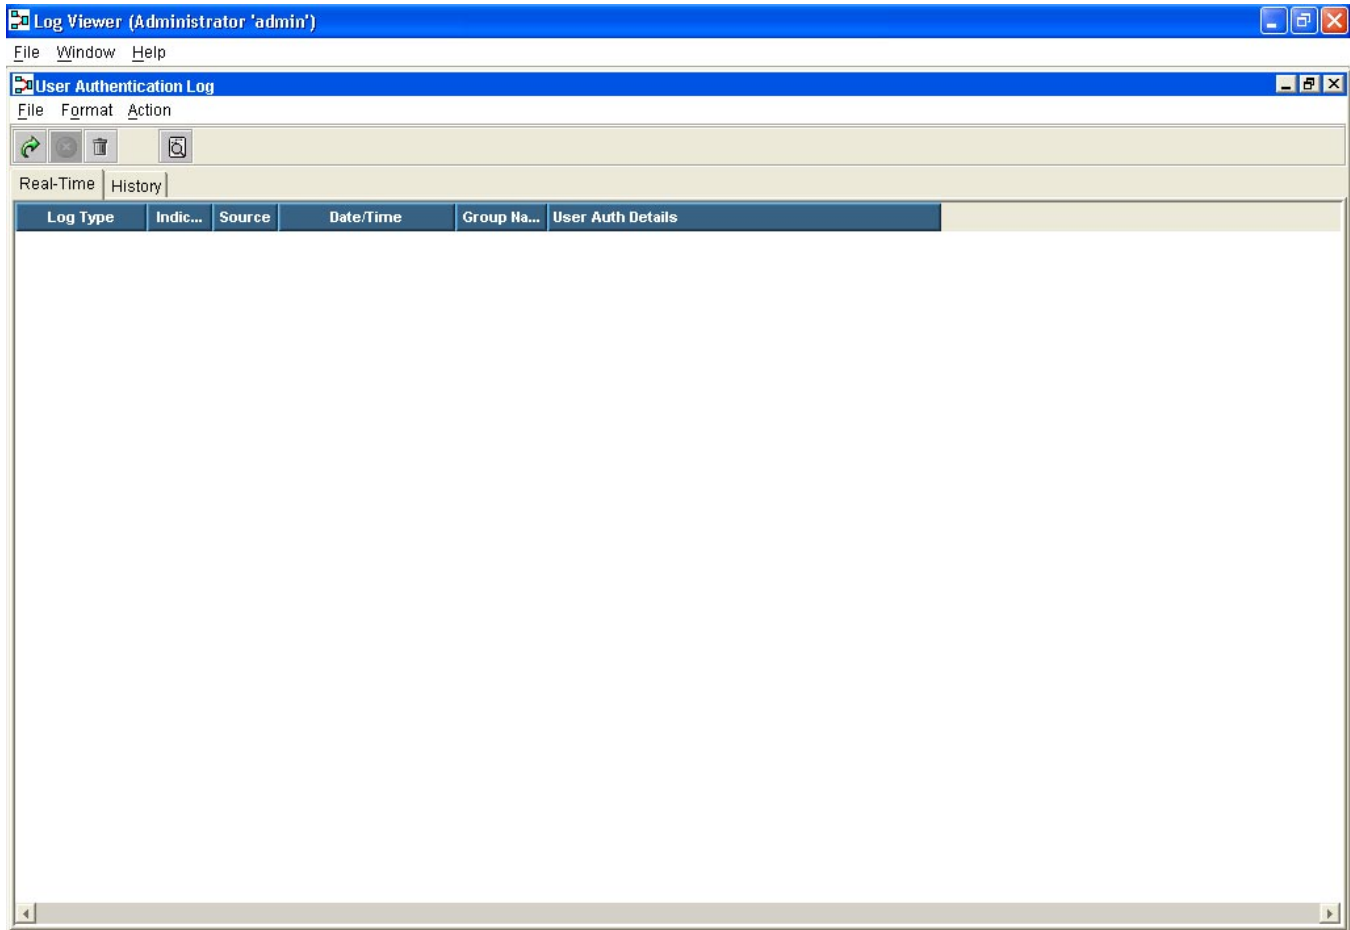 Log Viewer (Administrator 'admin')
File Window Help
User Authentication Log
File Format Action
Real-Time History
Log Type Indic... Source Date/Time Group Na... User Auth Details